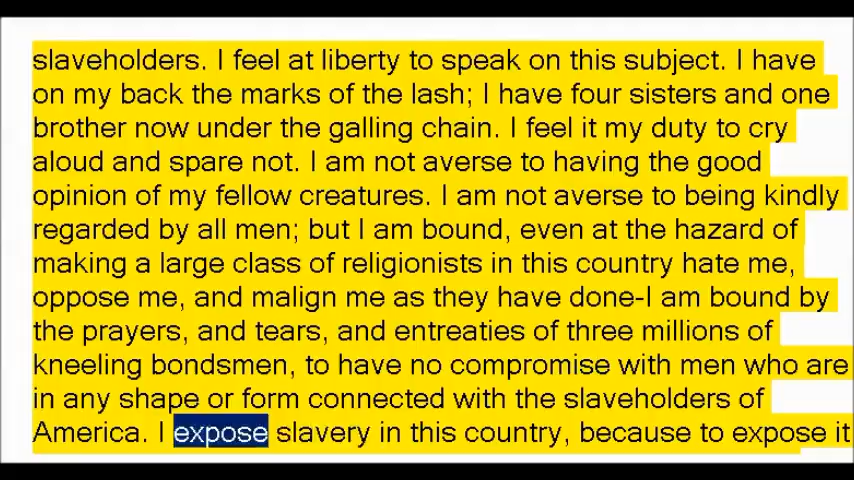 slaveholders. I feel at liberty to speak on this subject. I have
on my back the marks of the lash; I have four sisters and one
brother now under the galling chain. I feel it my duty to cry
aloud and spare not. I am not averse to having the good
opinion of my fellow creatures. I am not averse to being kindly
regarded by all men; but I am bound, even at the hazard of
making a large class of religionists in this country hate me,
oppose me, and malign me as they have done-I am bound by
the prayers, and tears, and entreaties of three millions of
kneeling bondsmen, to have no compromise with men who are
in any shape or form connected with the slaveholders of
America. I expose slavery in this country, because to expose it